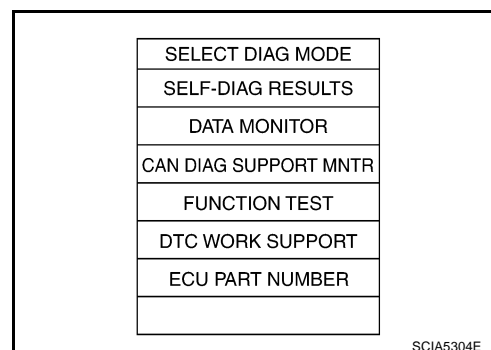 SELECT DIAG MODE
SELF-DIAG RESULTS
DATA MONITOR
CAN DIAG SUPPORT MNTR
FUNCTION TEST
DTC WORK SUPPORT
ECU PART NUMBER
SCIA5304E